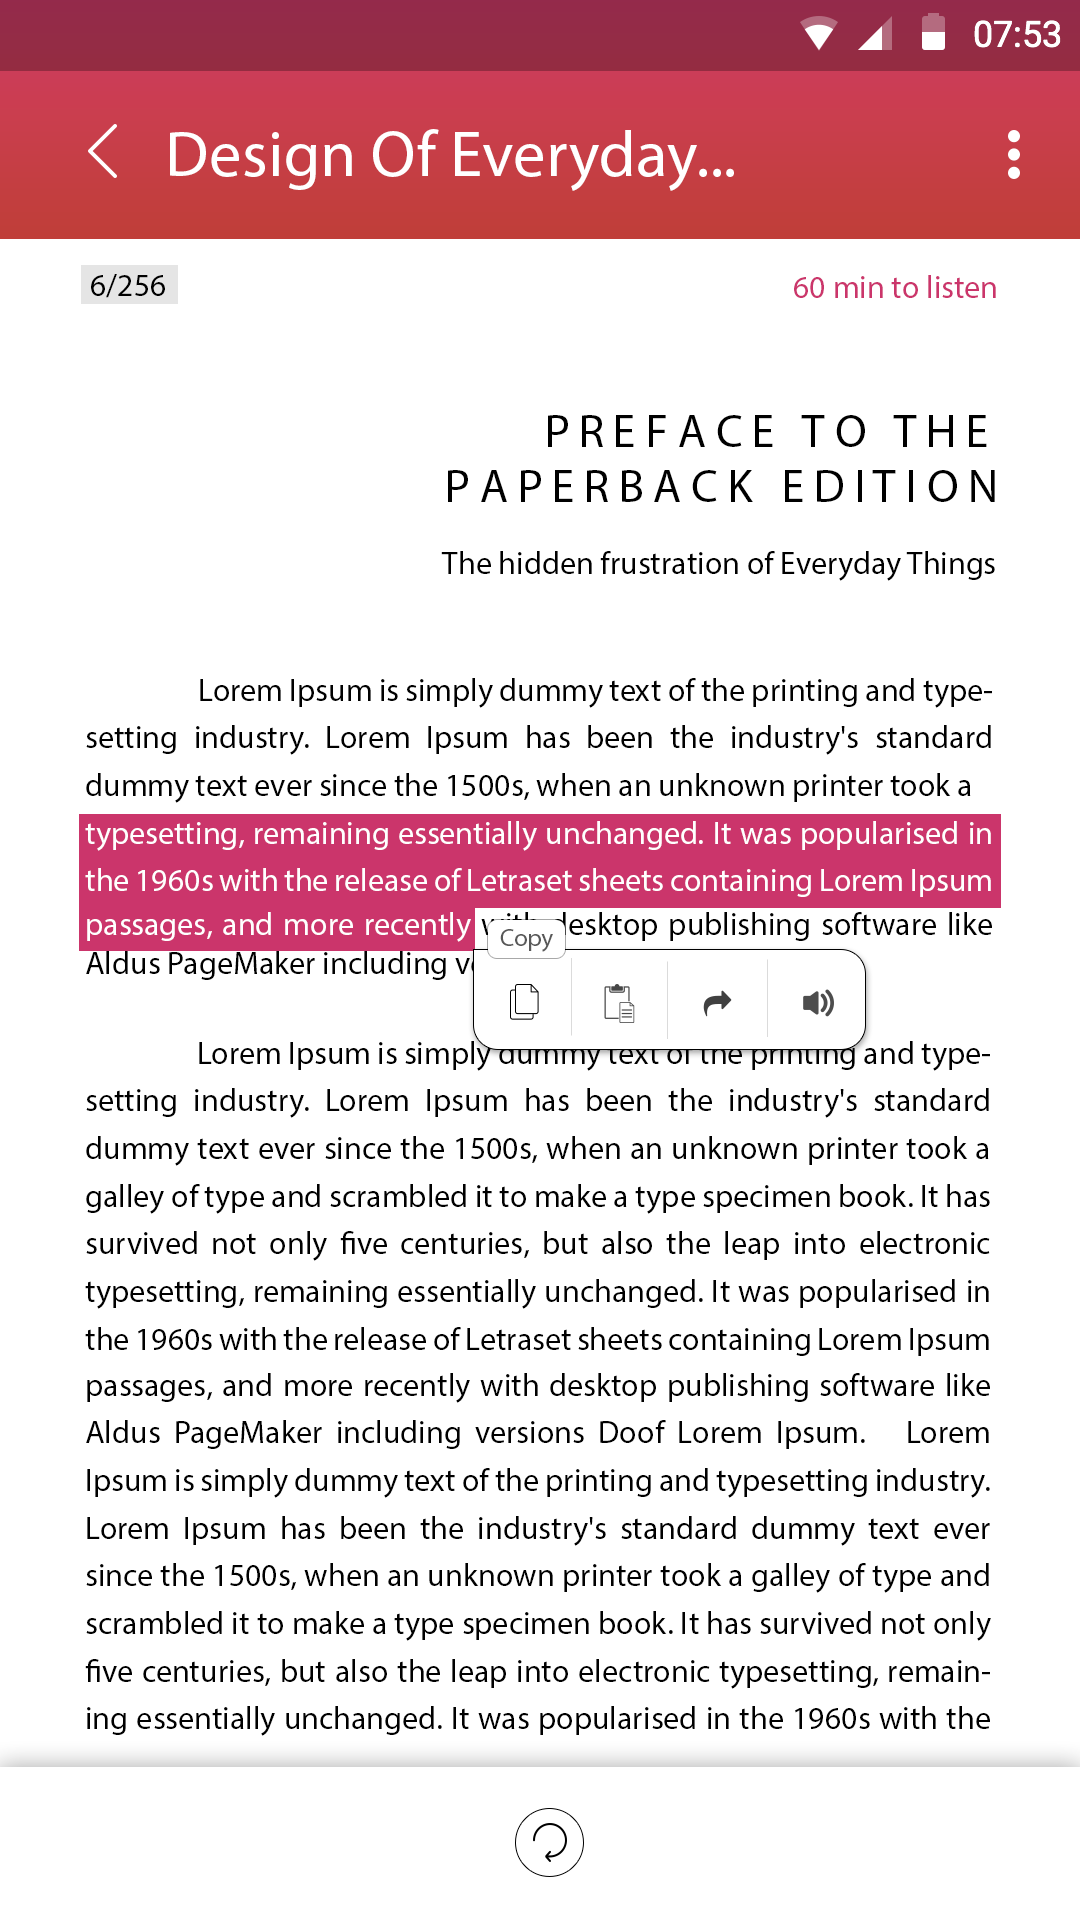 07:53
Design Of Everyday...
6/256
60 min to listen
PREFACE TO THE
PAPERBACK EDITION
The hidden frustration of Everyday Things
Lorem Ipsum is simply dummy text of the printing and type-
setting industry. Lorem Ipsum has been the industry's standard
dummy text ever since the 1500s, when an unknown printer took a
typesetting, remaining essentially unchanged. It was popularised in
the 1960s with the release of Letraset sheets containing Lorem Ipsum
passages, and more recently with desktop publishing software like
Copy
Aldus PageMaker including
Lorem Ipsum is simply dummy text of the printing and type-
setting industry. Lorem Ipsum has been the industry's standard
dummy text ever since the 1500s, when an unknown printer took a
galley of type and scrambled it to make a type specimen book. It has
survived not only five centuries, but also the leap into electronic
typesetting, remaining essentially unchanged. It was popularised in
the 1960s with the release of Letraset sheets containing Lorem Ipsum
passages, and more recently with desktop publishing software like
Aldus PageMaker including versions Doof Lorem Ipsum. Lorem
Ipsum is simply dummy text of the printing and typesetting industry.
Lorem Ipsum has been the industry's standard dummy text ever
since the 1500s, when an unknown printer took a galley of type and
scrambled it to make a type specimen book. It has survived not only
five centuries, but also the leap into electronic typesetting, remain-
ing essentially unchanged. It was popularised in the 1960s with the